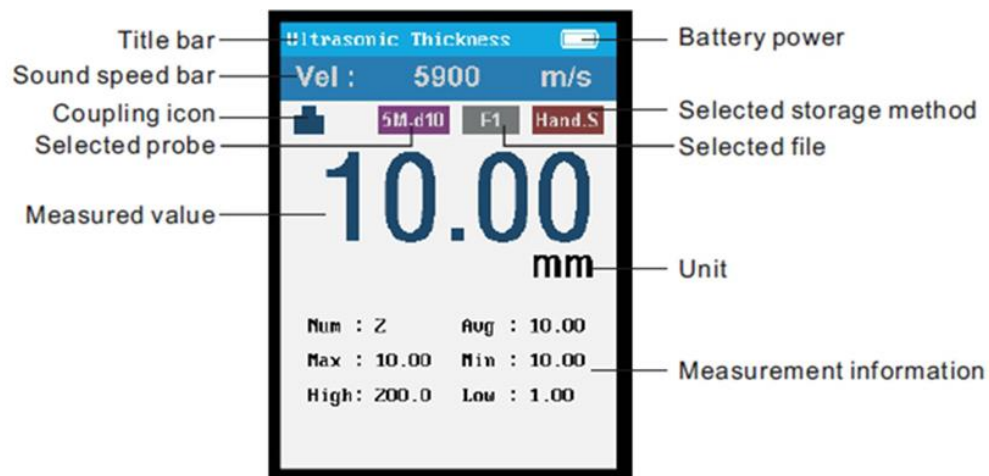 Title bar
Ultrasonic Thickness
Battery power
Sound speed bar
Vel : 5900 m/s
Coupling icon
5M.d10 F1 Hand.S
Selected storage method
Selected probe
Selected file
Measured value
10.00
mm
Unit
Num : 2 Avg : 10.00
Max : 10.00 Min : 10.00
Measurement information
High: 200.0 Low : 1.00